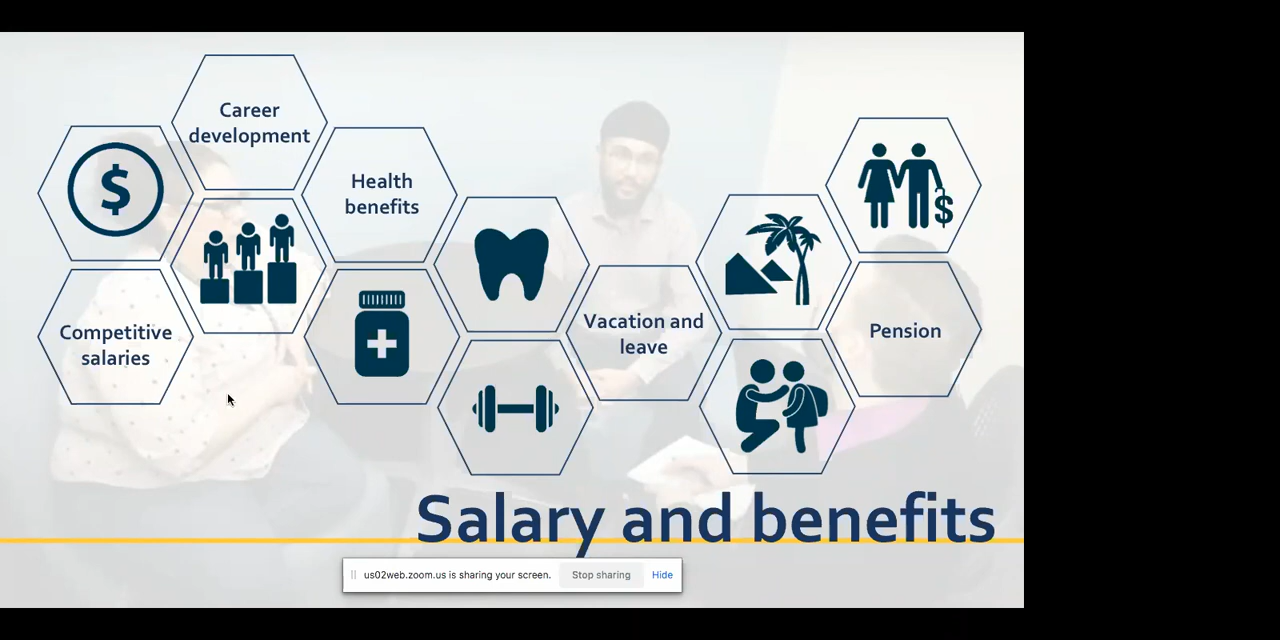 Career
development
$
Health
benefits
$
Competitive
salaries
Vacation and
leave
Pension
Salary and benefits
us02web.zoom.us is sharing your screen.
Stop sharing
Hide